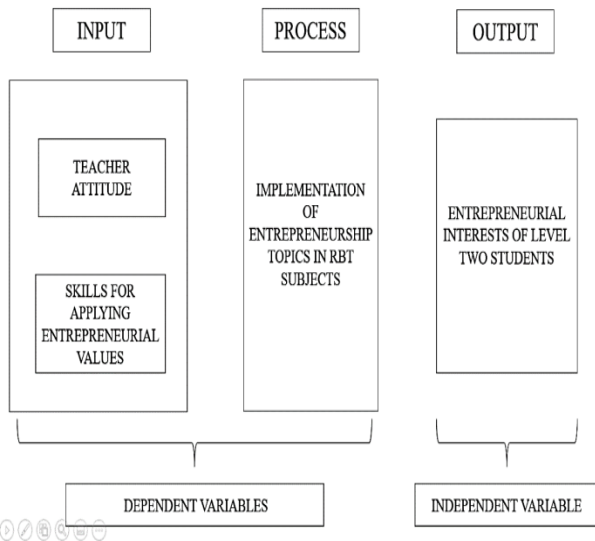 INPUT
PROCESS
OUTPUT
TEACHER
ATTITUDE
SKILLS FOR
APPLYING
ENTREPRENEURIAL
VALUES
IMPLEMENTATION
OF
ENTREPRENEURSHIP
TOPICS IN RBT
SUBJECTS
ENTREPRENEURIAL
INTERESTS OF LEVEL
TWO STUDENTS
DEPENDENT VARIABLES
INDEPENDENT VARIABLE